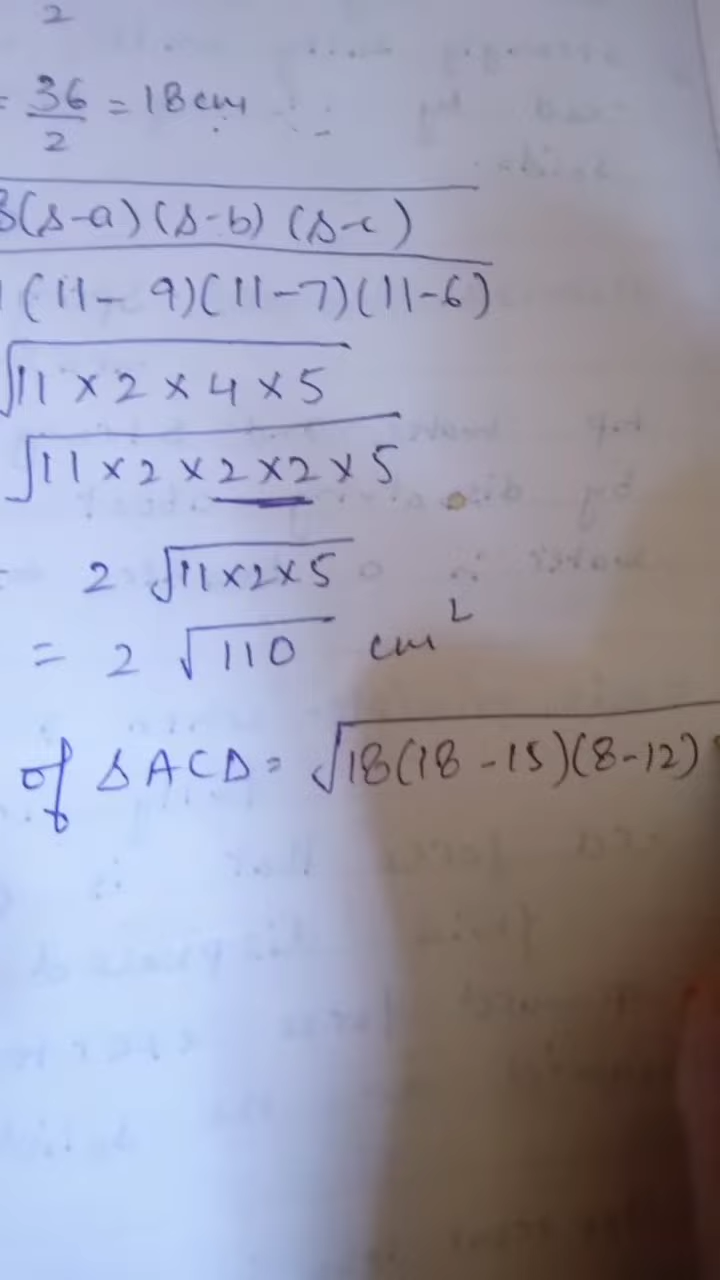 2
= 36/2 = 18 cm
s(s-a)(s-b)(s-c)
(11-9)(11-7)(11-6)
√11×2×4×5
√11×2×2×2×5
= 2√11×2×5
= 2√110 cm²
of ΔACD = √18(18-15)(8-12)